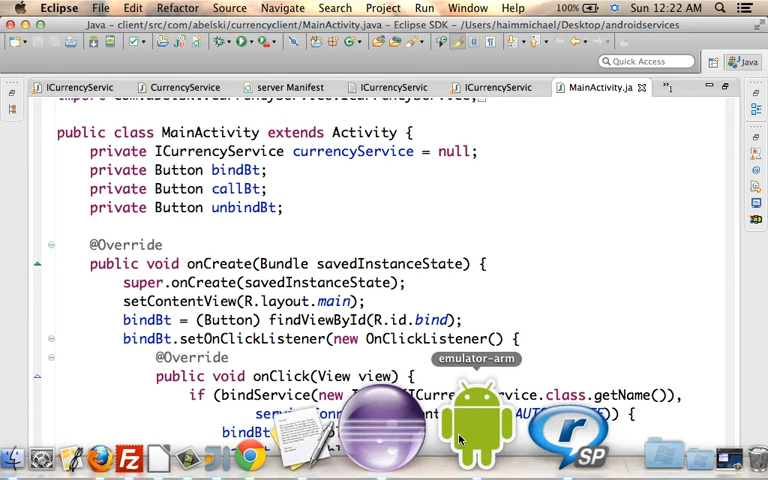 Eclipse File Edit Refactor Source Navigate Search Project Run Window Help 100% Sun 12:22 AM
Java - client/src/com/abelski/currencyclient/MainActivity.java - Eclipse SDK - /Users/haimmichael/Desktop/androidservices
Quick Access Java
ICurrencyServic CurrencyService server Manifest ICurrencyServic ICurrencyServic MainActivity.ja »1
public class MainActivity extends Activity {
private ICurrencyService currencyService = null;
private Button bindBt;
private Button callBt;
private Button unbindBt;
@Override
public void onCreate(Bundle savedInstanceState) {
super.onCreate(savedInstanceState);
setContentView(R.layout.main);
bindBt = (Button) findViewById(R.id.bind);
bindBt.setOnClickListener(new OnClickListener() {
emulator-arm
@Override
public void onClick(View view) {
if (bindService(new .class.getName()),
{
SP